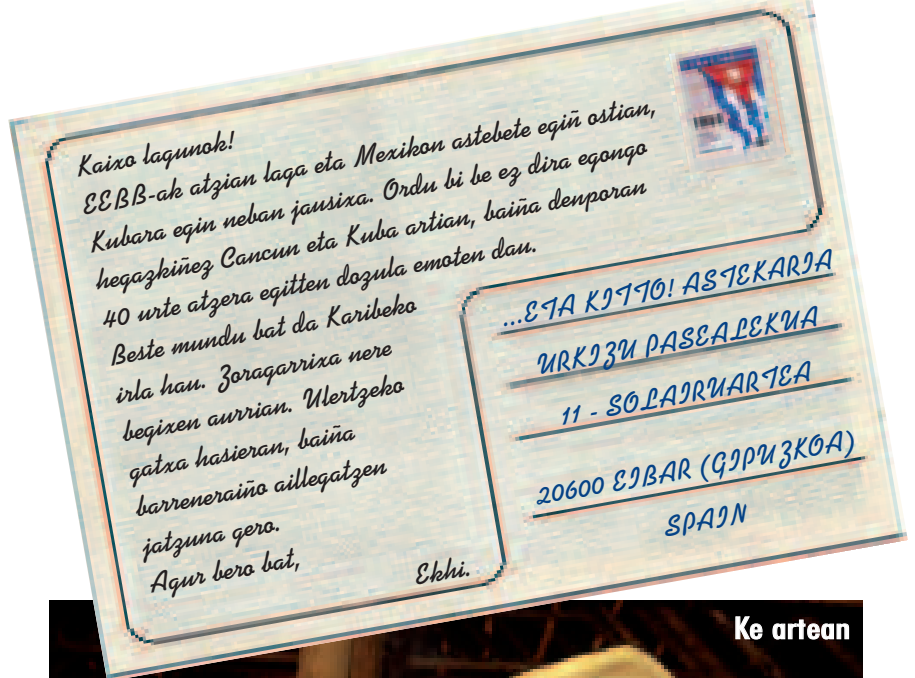 Kaixo lagunok!
EEBB-ak atzian laga eta Mexikon astebete egiñ ostian,
Kubara egin neban jausixa. Ordu bi be ez dira egongo
hegazkiñez Cancun eta Kuba artian, baiña denporan
40 urte atzera egitten dozula emoten dau.
Beste mundu bat da Karibeko
irla hau. Zoragarrixa nere
begixen aurrian. Ulertzeko
gatxa hasieran, baiña
barreneraiño aillegatzen
jatzuna gero.
Agur bero bat,
Ekhi.
...ETA KITTO! ASTEKARIA
URKIZU PASEALEKUA
11 - SOLAIRUARTEA
20600 EIBAR (GIPUZKOA)
SPAIN
Ke artean